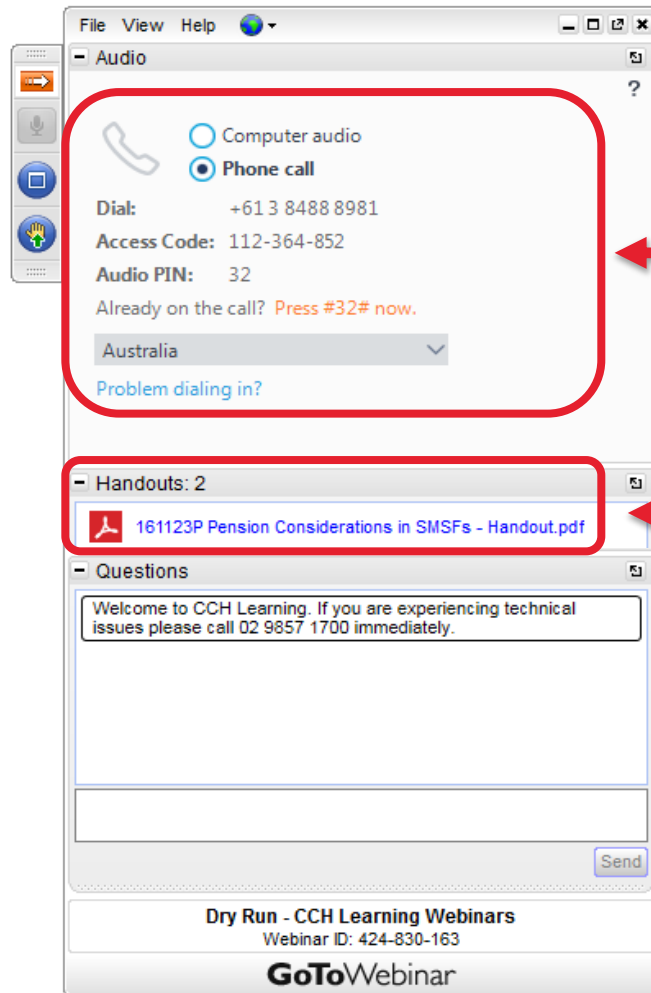 File View Help
Audio
?
Computer audio
Phone call
Dial: +61 3 8488 8981
Access Code: 112-364-852
Audio PIN: 32
Already on the call? Press #32# now.
Australia
Problem dialing in?
Handouts: 2
161123P Pension Considerations in SMSFs - Handout.pdf
Questions
Welcome to CCH Learning. If you are experiencing technical
issues please call 02 9857 1700 immediately.
Send
Dry Run - CCH Learning Webinars
Webinar ID: 424-830-163
GoToWebinar